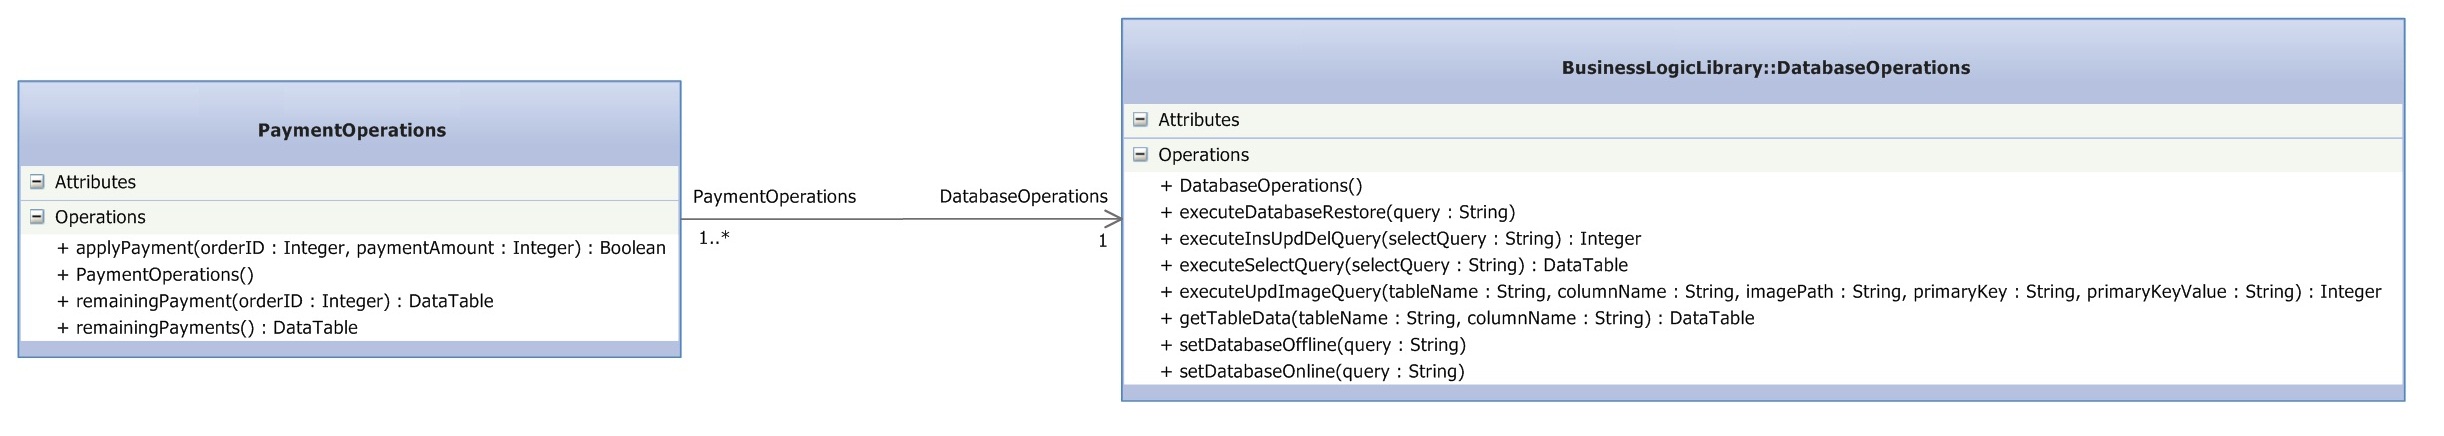 PaymentOperations
Attributes
Operations
+ applyPayment(orderID : Integer, paymentAmount : Integer) : Boolean
+ PaymentOperations()
+ remainingPayment(orderID : Integer) : DataTable
+ remainingPayments() : DataTable
PaymentOperations
1..*
DatabaseOperations
1
BusinessLogicLibrary::DatabaseOperations
Attributes
Operations
+ DatabaseOperations()
+ executeDatabaseRestore(query : String)
+ executeInsUpdDelQuery(selectQuery : String) : Integer
+ executeSelectQuery(selectQuery : String) : DataTable
+ executeUpdImageQuery(tableName : String, columnName : String, imagePath : String, primaryKey : String, primaryKeyValue : String) : Integer
+ getTableData(tableName : String, columnName : String) : DataTable
+ setDatabaseOffline(query : String)
+ setDatabaseOnline(query : String)